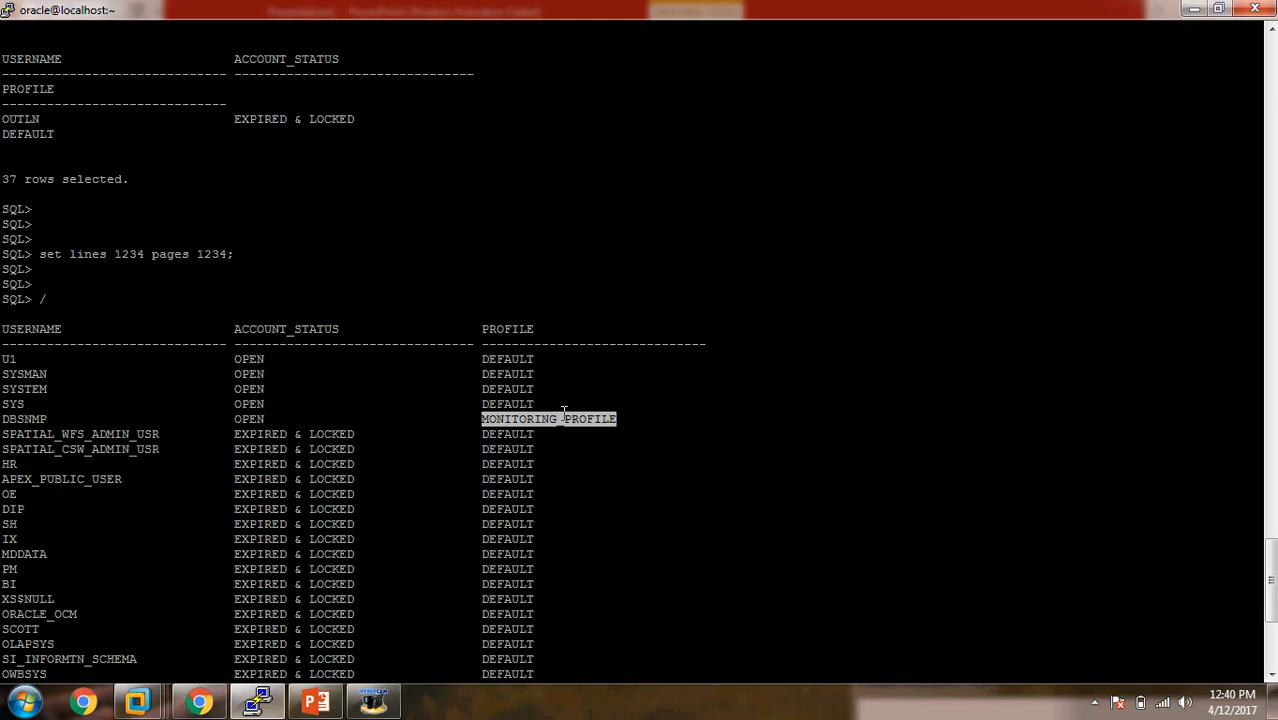 oracle@localhost:~
USERNAME ACCOUNT_STATUS
------------------------------ --------------------------------
PROFILE
------------------------------
OUTLN EXPIRED & LOCKED
DEFAULT
37 rows selected.
SQL>
SQL>
SQL>
SQL> set lines 1234 pages 1234;
SQL>
SQL>
SQL> /
USERNAME ACCOUNT_STATUS PROFILE
------------------------------ -------------------------------- ------------------------------
U1 OPEN DEFAULT
SYSMAN OPEN DEFAULT
SYSTEM OPEN DEFAULT
SYS OPEN DEFAULT
DBSNMP OPEN MONITORING_PROFILE
SPATIAL_WFS_ADMIN_USR EXPIRED & LOCKED DEFAULT
SPATIAL_CSW_ADMIN_USR EXPIRED & LOCKED DEFAULT
HR EXPIRED & LOCKED DEFAULT
APEX_PUBLIC_USER EXPIRED & LOCKED DEFAULT
OE EXPIRED & LOCKED DEFAULT
DIP EXPIRED & LOCKED DEFAULT
SH EXPIRED & LOCKED DEFAULT
IX EXPIRED & LOCKED DEFAULT
MDDATA EXPIRED & LOCKED DEFAULT
PM EXPIRED & LOCKED DEFAULT
BI EXPIRED & LOCKED DEFAULT
XS$NULL EXPIRED & LOCKED DEFAULT
ORACLE_OCM EXPIRED & LOCKED DEFAULT
SCOTT EXPIRED & LOCKED DEFAULT
OLAPSYS EXPIRED & LOCKED DEFAULT
SI_INFORMTN_SCHEMA EXPIRED & LOCKED DEFAULT
OWBSYS EXPIRED & LOCKED DEFAULT
12:40 PM
4/12/2017